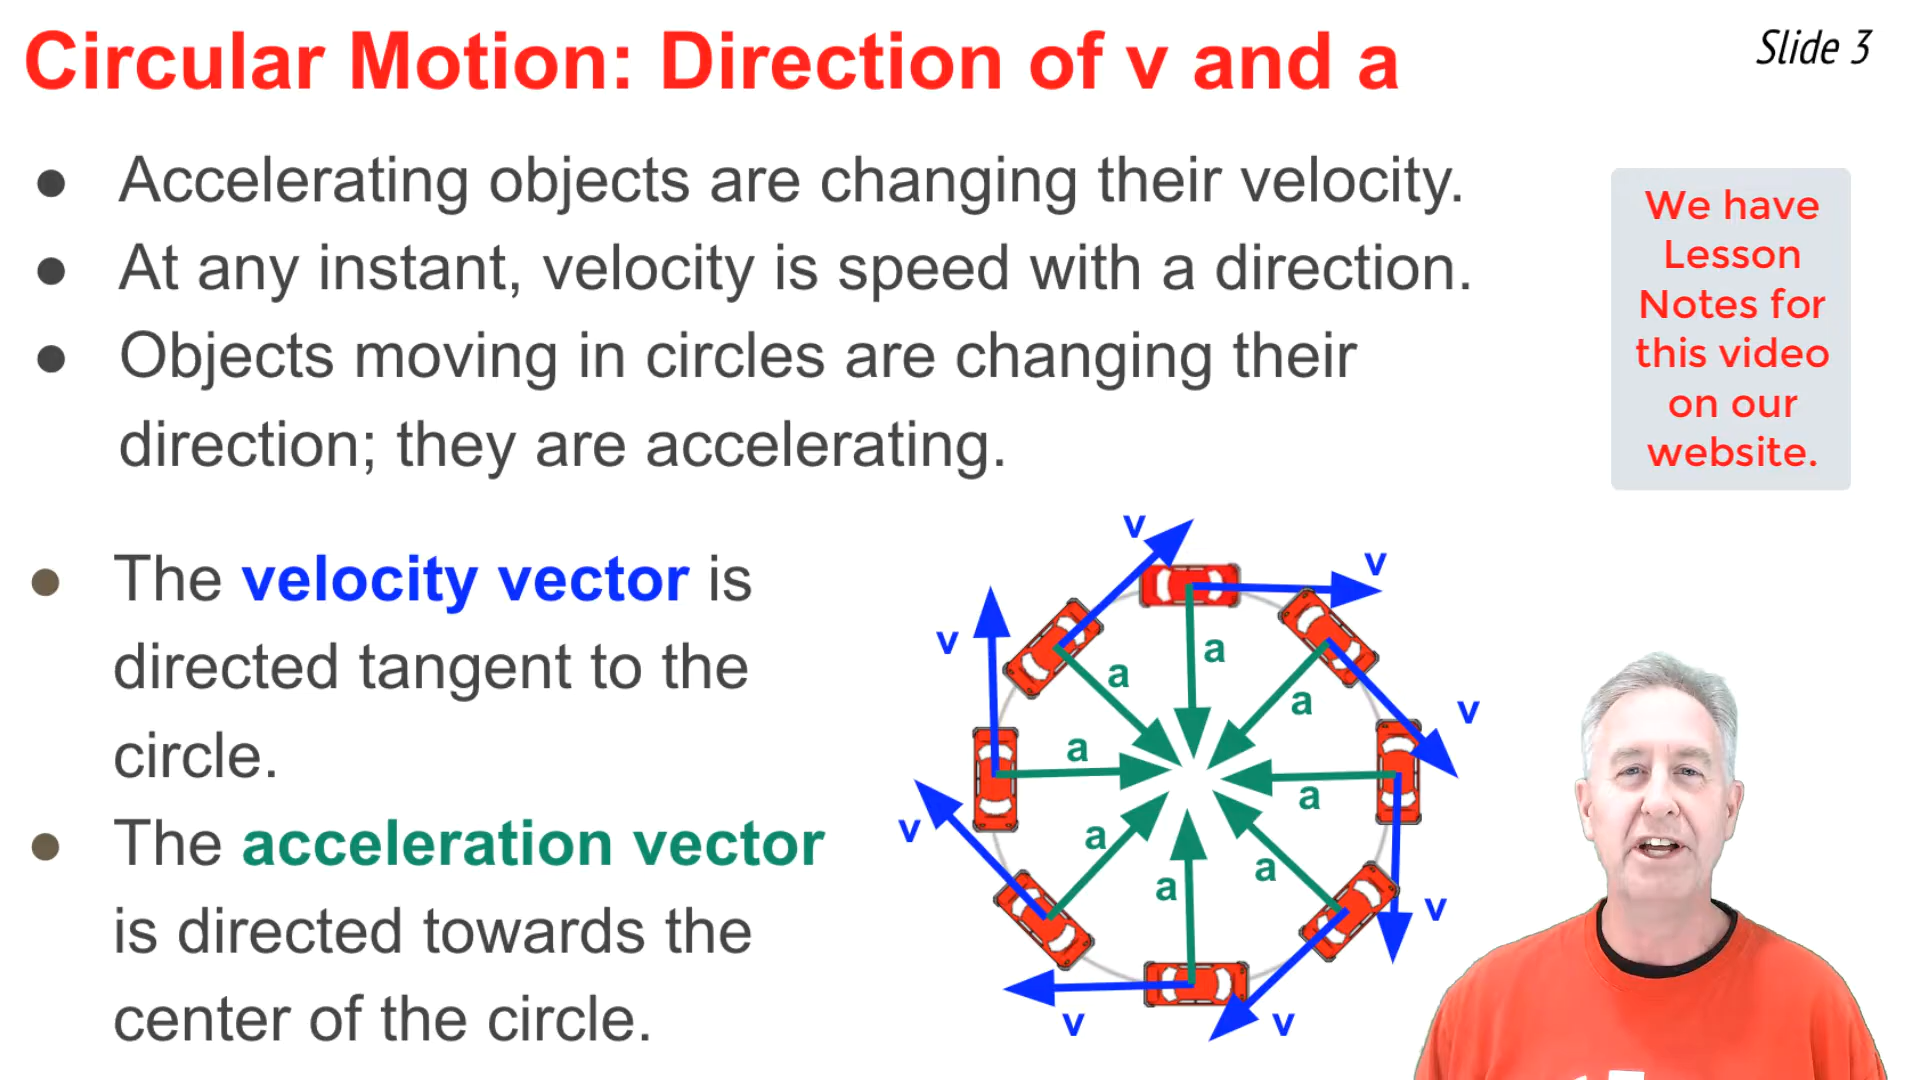 Circular Motion: Direction of v and a
Slide 3
● Accelerating objects are changing their velocity.
● At any instant, velocity is speed with a direction.
● Objects moving in circles are changing their
direction; they are accelerating.
We have
Lesson
Notes for
this video
on our
website.
● The velocity vector is
directed tangent to the
circle.
● The acceleration vector
is directed towards the
center of the circle.
v
v
v
a
a
a
v
a
a
v
a
a
a
v
v
v